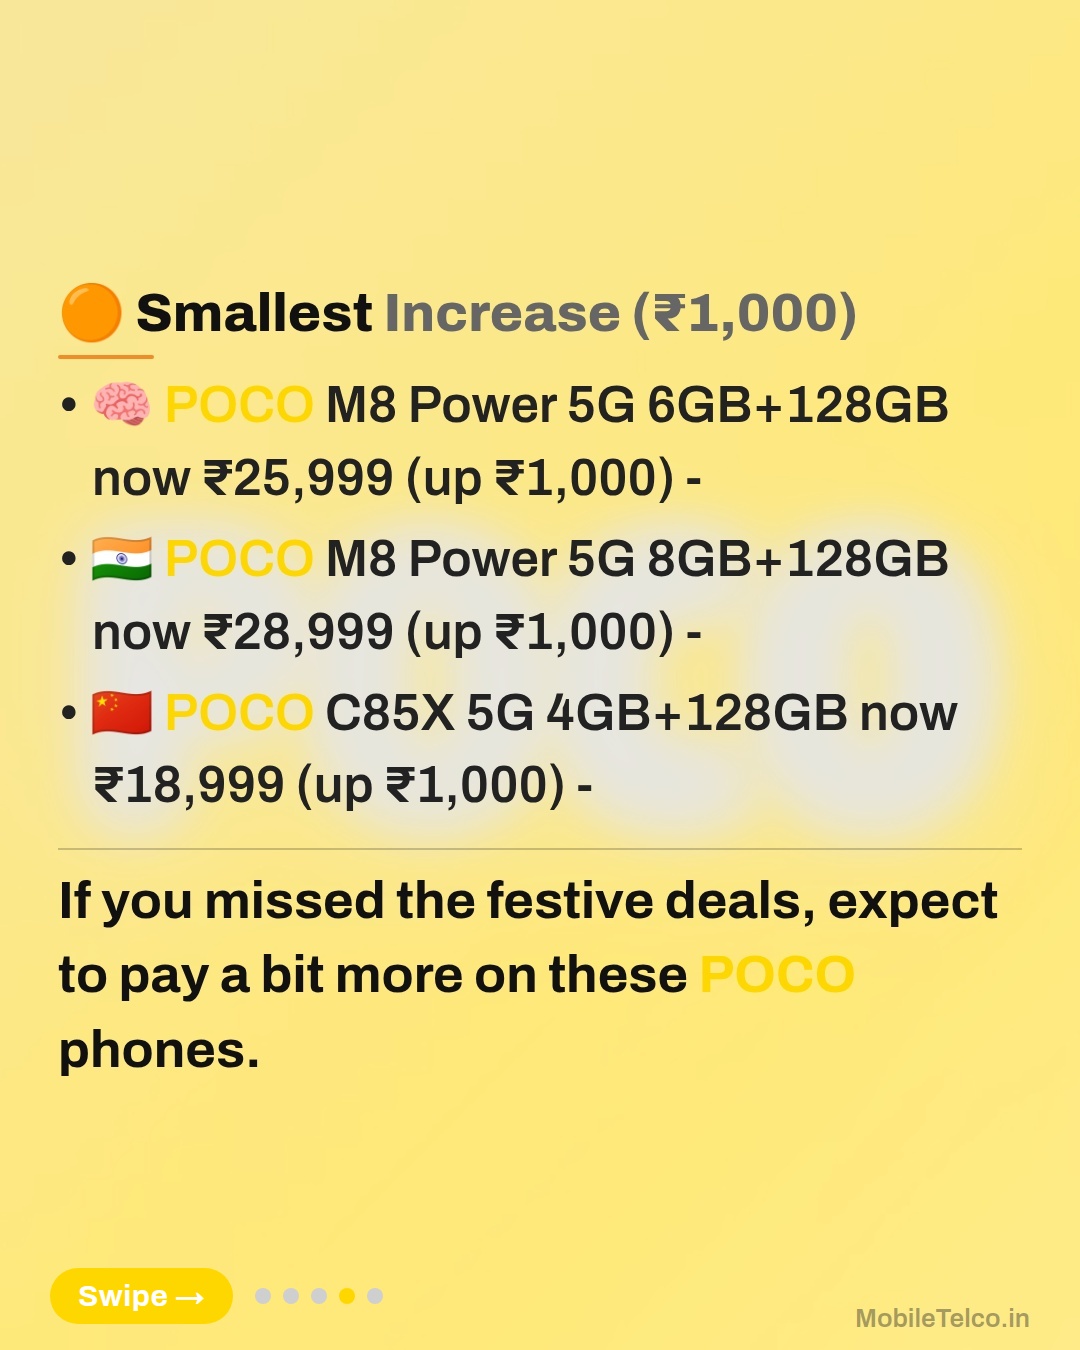 🟠 Smallest Increase (₹1,000)
• 🧠 POCO M8 Power 5G 6GB+128GB
now ₹25,999 (up ₹1,000) -
• 🇮🇳 POCO M8 Power 5G 8GB+128GB
now ₹28,999 (up ₹1,000) -
• 🇨🇳 POCO C85X 5G 4GB+128GB now
₹18,999 (up ₹1,000) -
If you missed the festive deals, expect
to pay a bit more on these POCO
phones.
Swipe →
MobileTelco.in